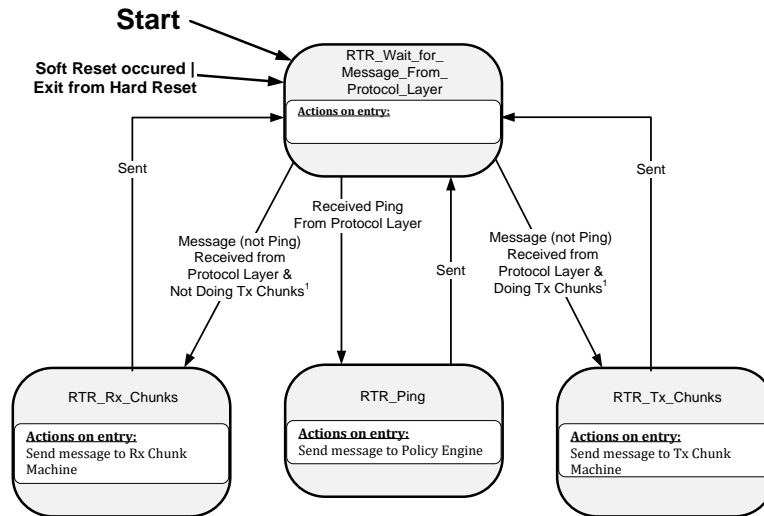 Start
Soft Reset occured |
Exit from Hard Reset
RTR_Wait_for_
Message_From_
Protocol_Layer
Actions on entry:
Sent
Received Ping
From Protocol Layer
Message (not Ping)
Received from
Protocol Layer &
Not Doing Tx Chunks¹
Sent
Message (not Ping)
Received from
Protocol Layer &
Doing Tx Chunks¹
Sent
RTR_Rx_Chunks
Actions on entry:
Send message to Rx Chunk
Machine
RTR_Ping
Actions on entry:
Send message to Policy Engine
RTR_Tx_Chunks
Actions on entry:
Send message to Tx Chunk
Machine